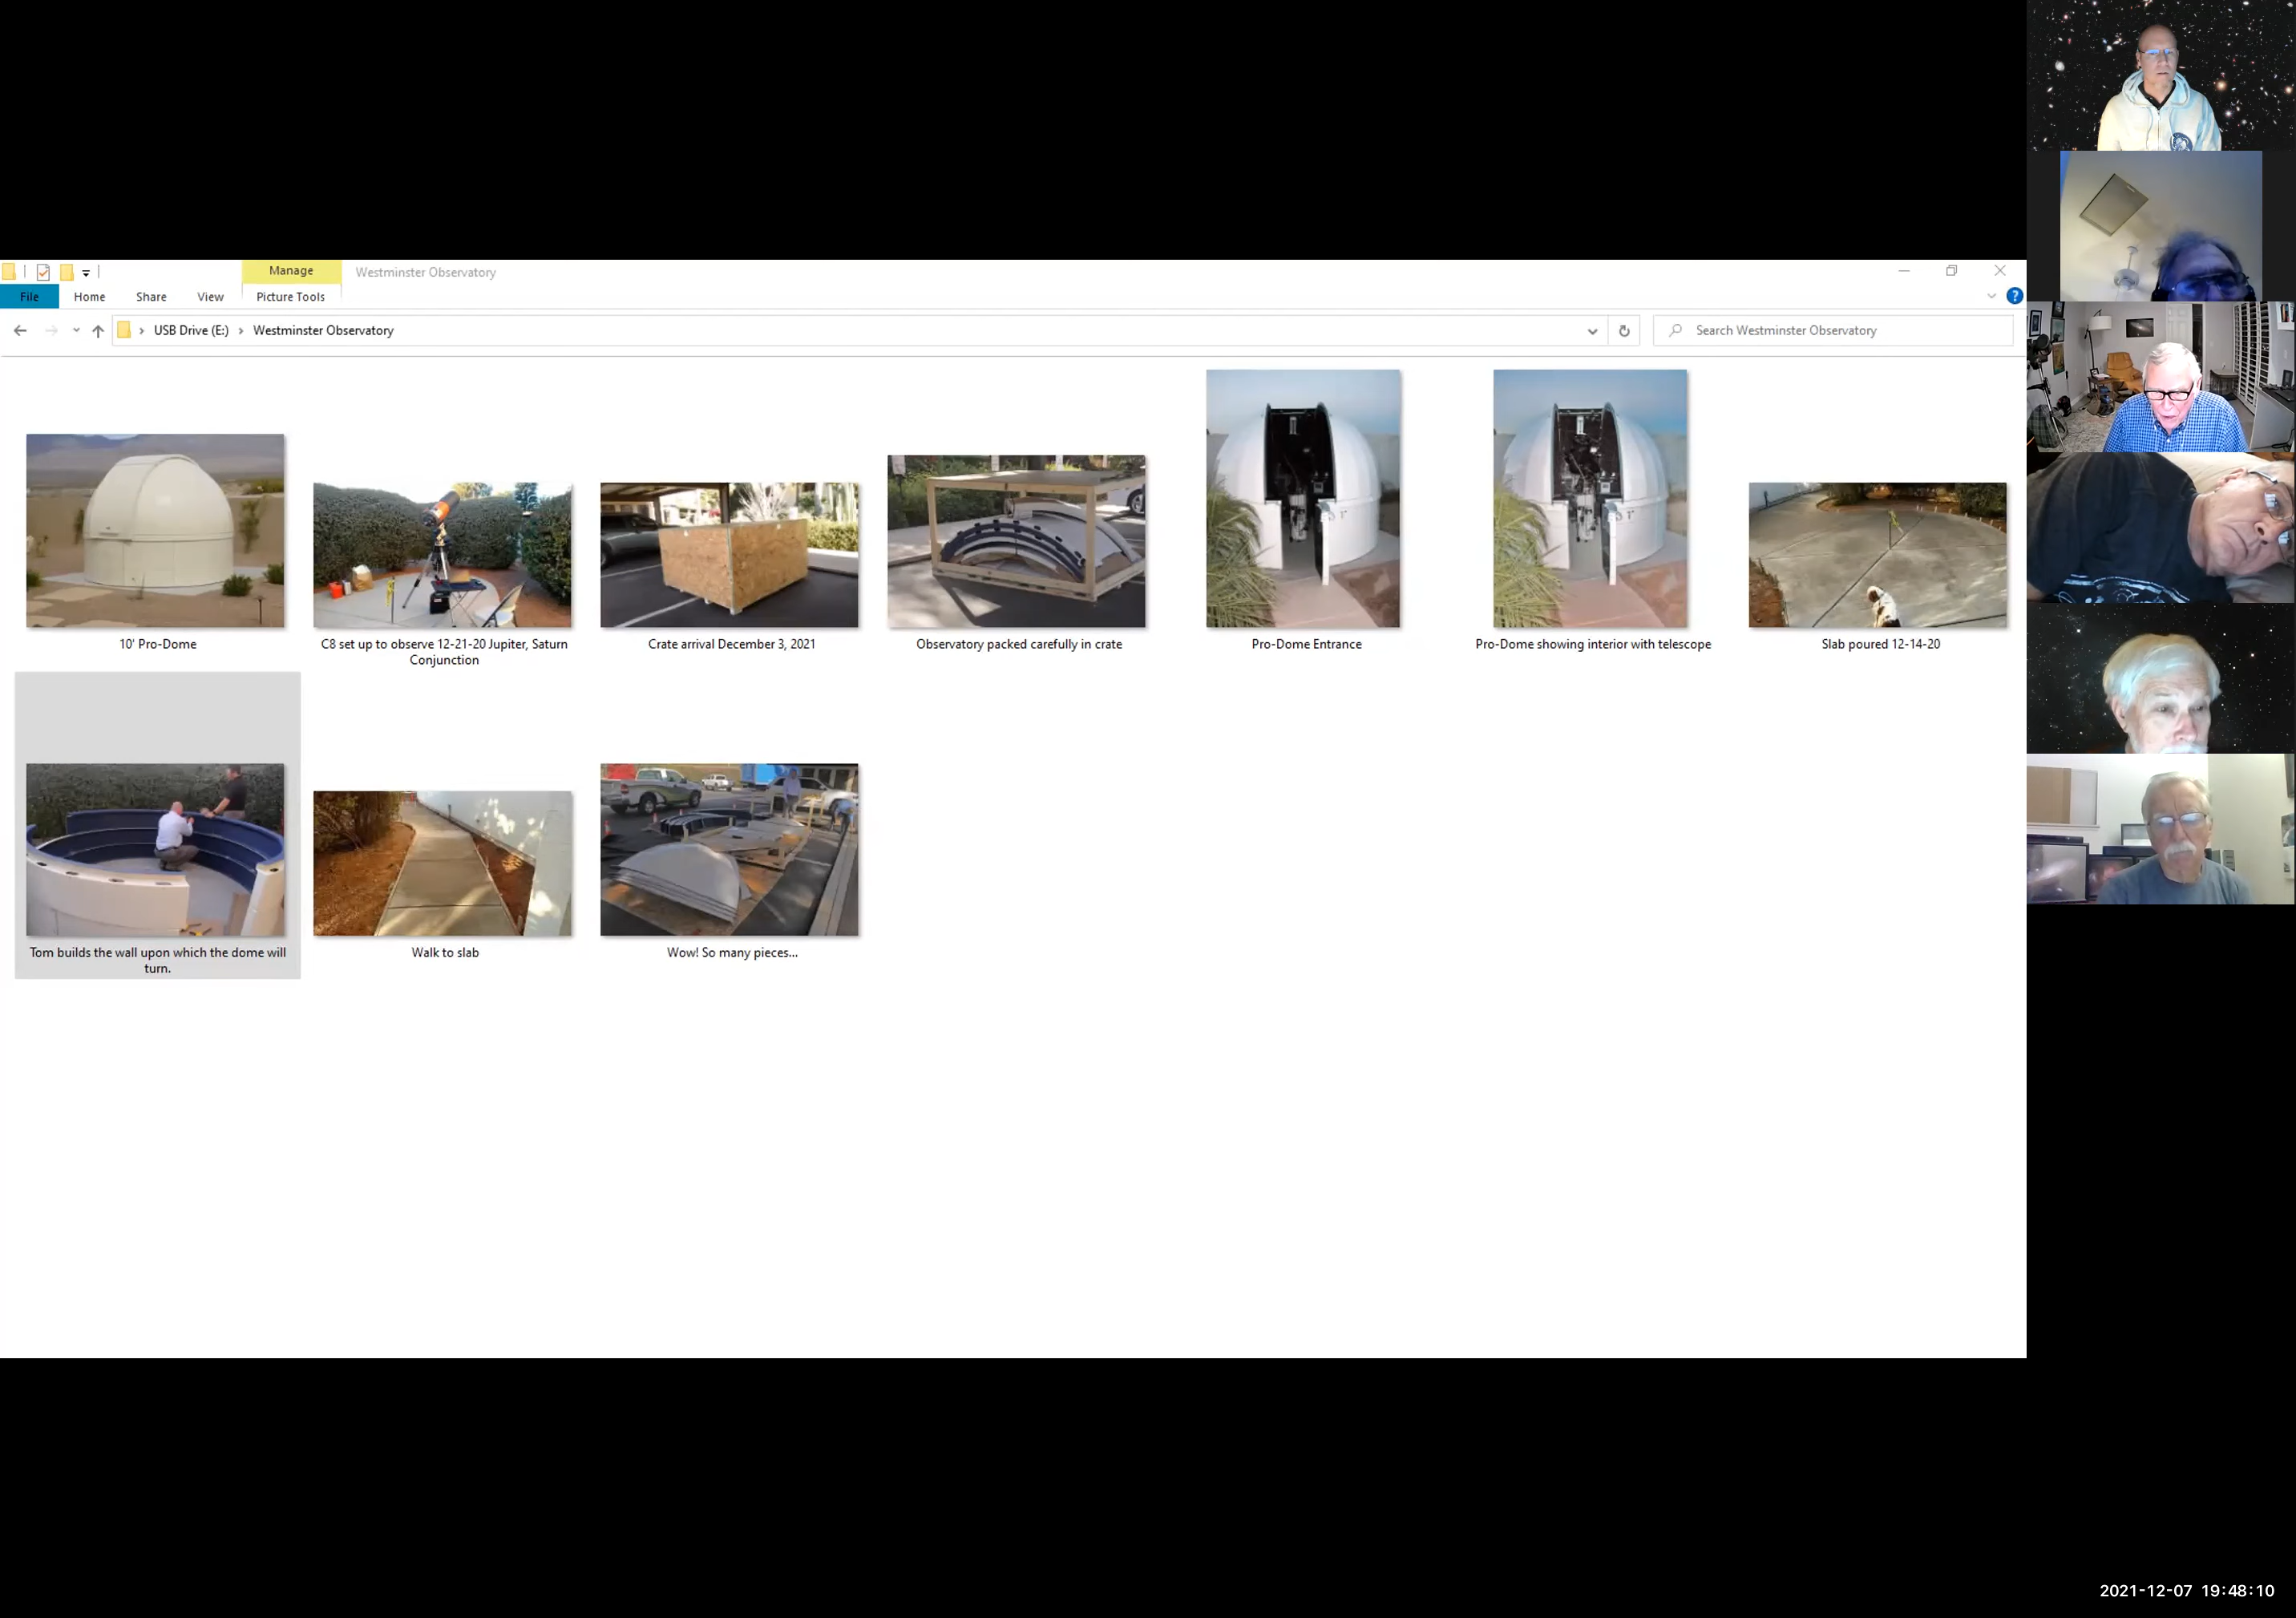 Manage
Westminster Observatory
File
Home
Share
View
Picture Tools
?
USB Drive (E:) › Westminster Observatory
Search Westminster Observatory
10' Pro-Dome
C8 set up to observe 12-21-20 Jupiter, Saturn
Conjunction
Crate arrival December 3, 2021
Observatory packed carefully in crate
Pro-Dome Entrance
Pro-Dome showing interior with telescope
Slab poured 12-14-20
Tom builds the wall upon which the dome will
turn.
Walk to slab
Wow! So many pieces...
2021-12-07 19:48:10